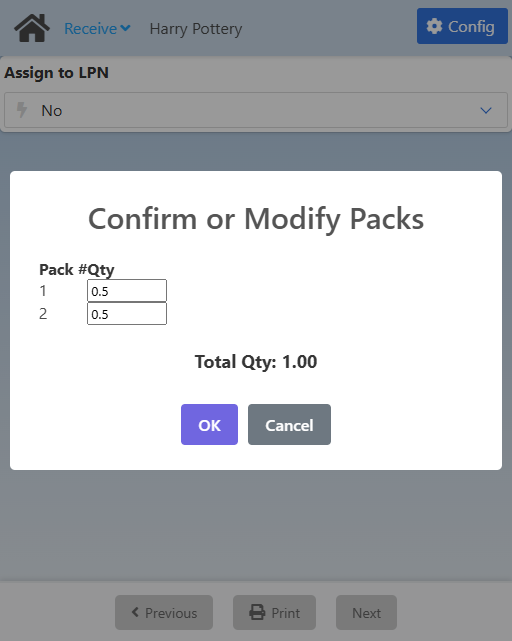 Receive Harry Pottery Config
Assign to LPN
No
Confirm or Modify Packs
Pack #Qty
1 0.5
2 0.5
Total Qty: 1.00
OK Cancel
Previous Print Next